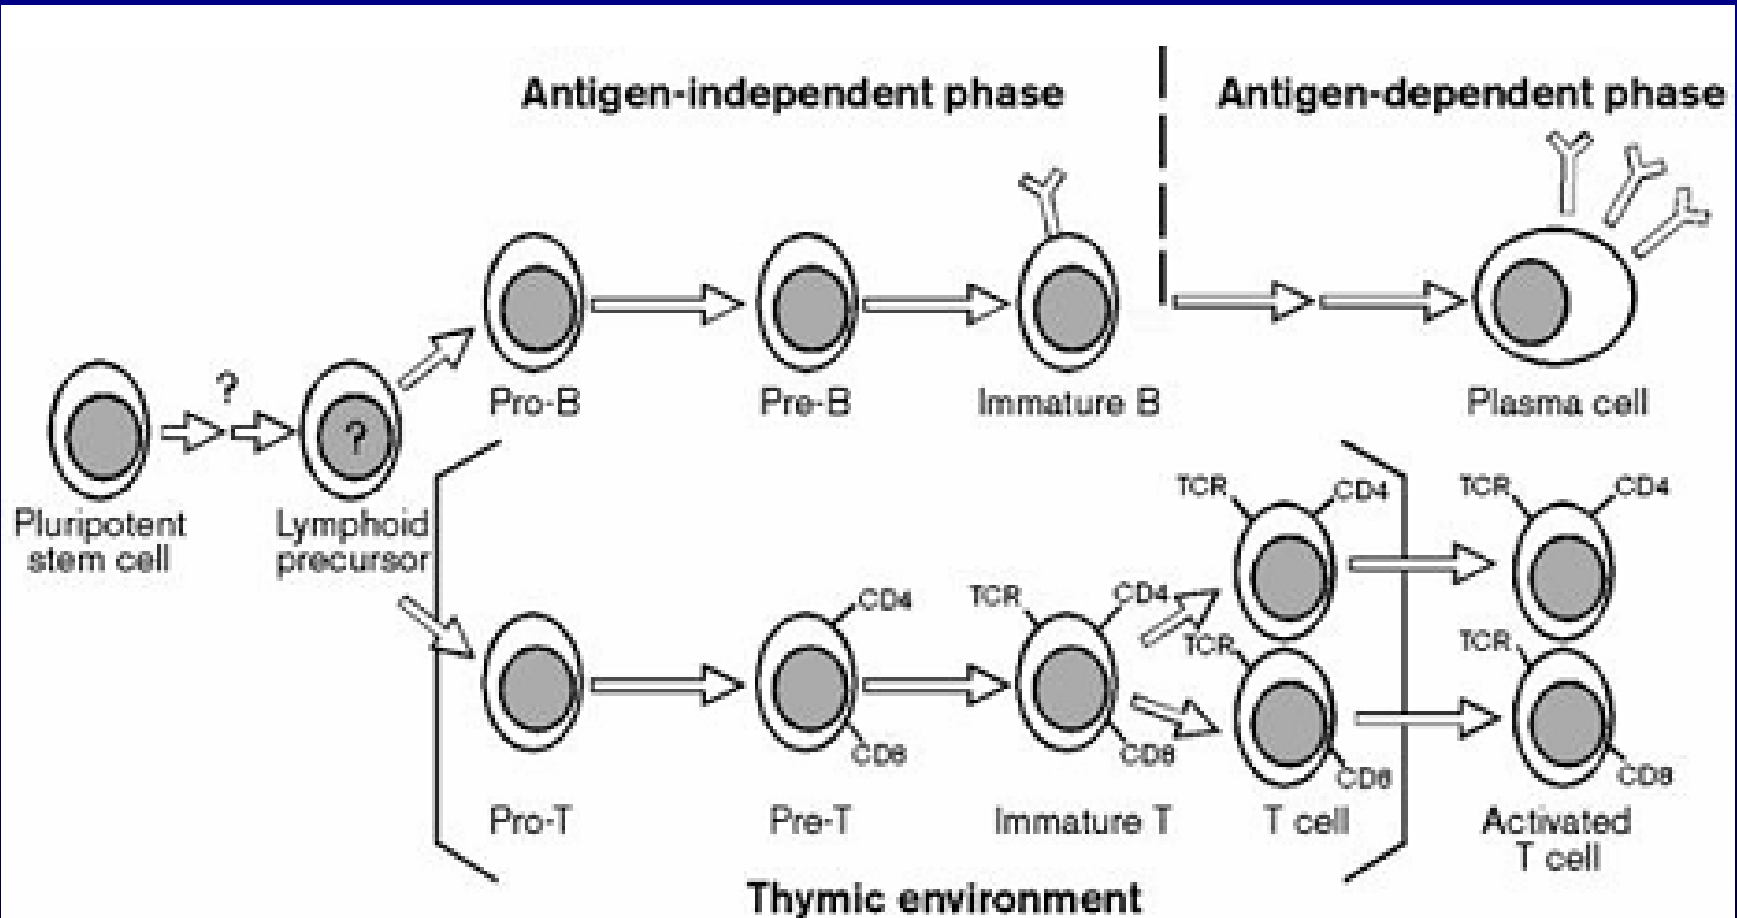 Antigen-independent phase
Antigen-dependent phase
?
?
Pro-B
Pre-B
Immature B
Plasma cell
Pluripotent
stem cell
Lymphoid
precursor
TCR
CD4
TCR
CD4
CD4
TCR
CD4
TCR
TCR
CD8
CD8
CD8
CD8
Pro-T
Pre-T
Immature T
T cell
Activated
T cell
Thymic environment